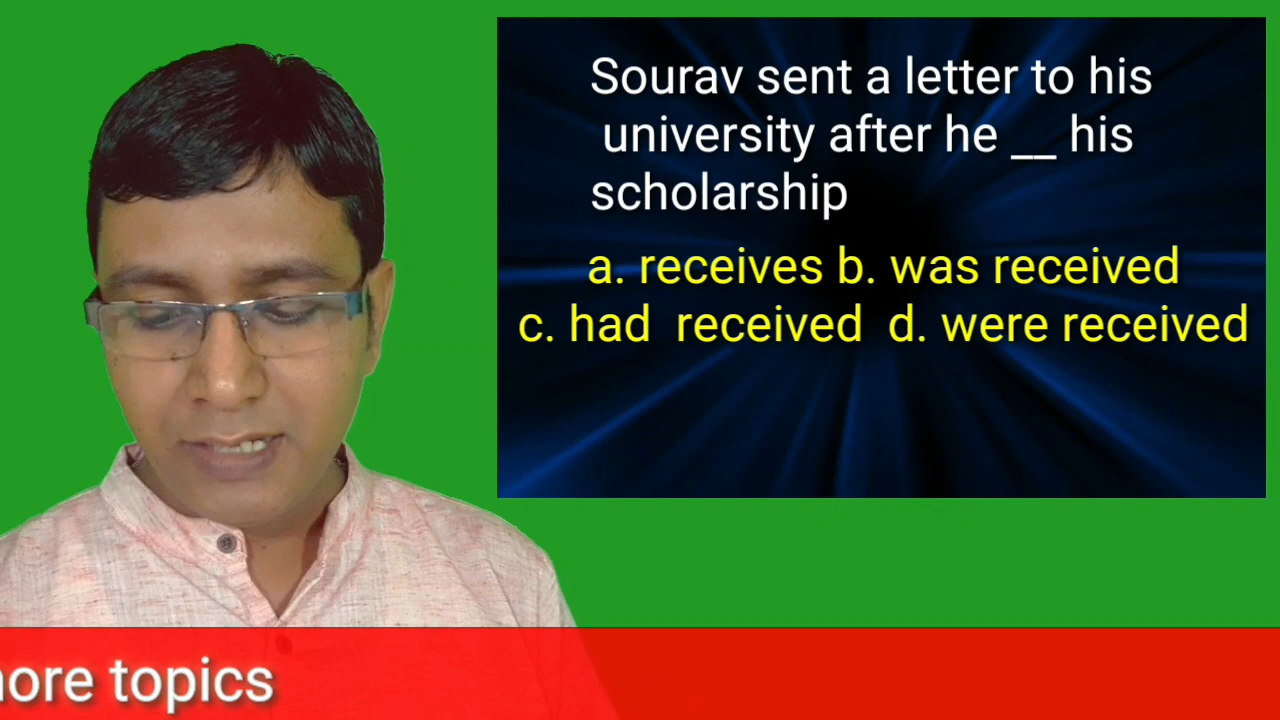 Sourav sent a letter to his
university after he __ his
scholarship
a. receives b. was received
c. had received d. were received
topics